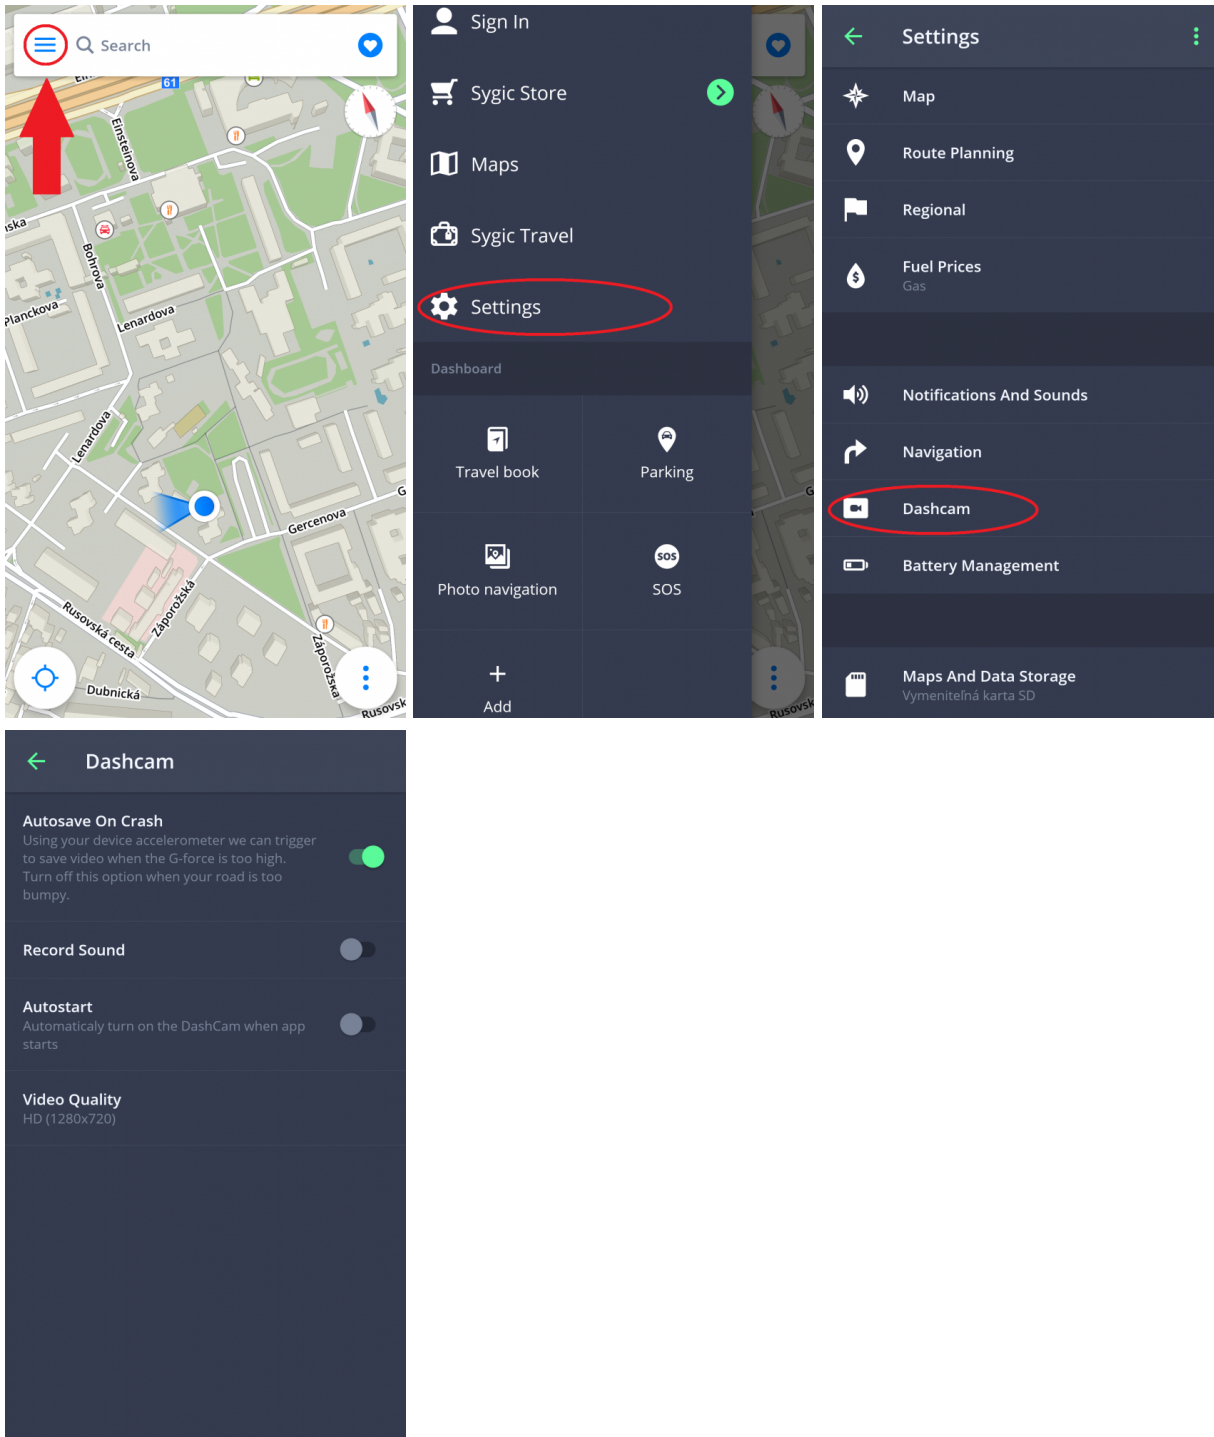 Search
61
Einsteinova
Bohrova
Planckova
Lenardova
Lenardova
Gercenova
Záporožská
Rusovská cesta
Záporožská
Dubnická
Rusovsk
Sign In
Sygic Store
Maps
Sygic Travel
Settings
Dashboard
Travel book
Parking
Photo navigation
SOS
SOS
Add
Rusovsk
Settings
Map
Route Planning
Regional
Fuel Prices
Gas
Notifications And Sounds
Navigation
Dashcam
Battery Management
Maps And Data Storage
Vymeniteľná karta SD
Dashcam
Autosave On Crash
Using your device accelerometer we can trigger
to save video when the G-force is too high.
Turn off this option when your road is too
bumpy.
Record Sound
Autostart
Automaticaly turn on the DashCam when app
starts
Video Quality
HD (1280x720)